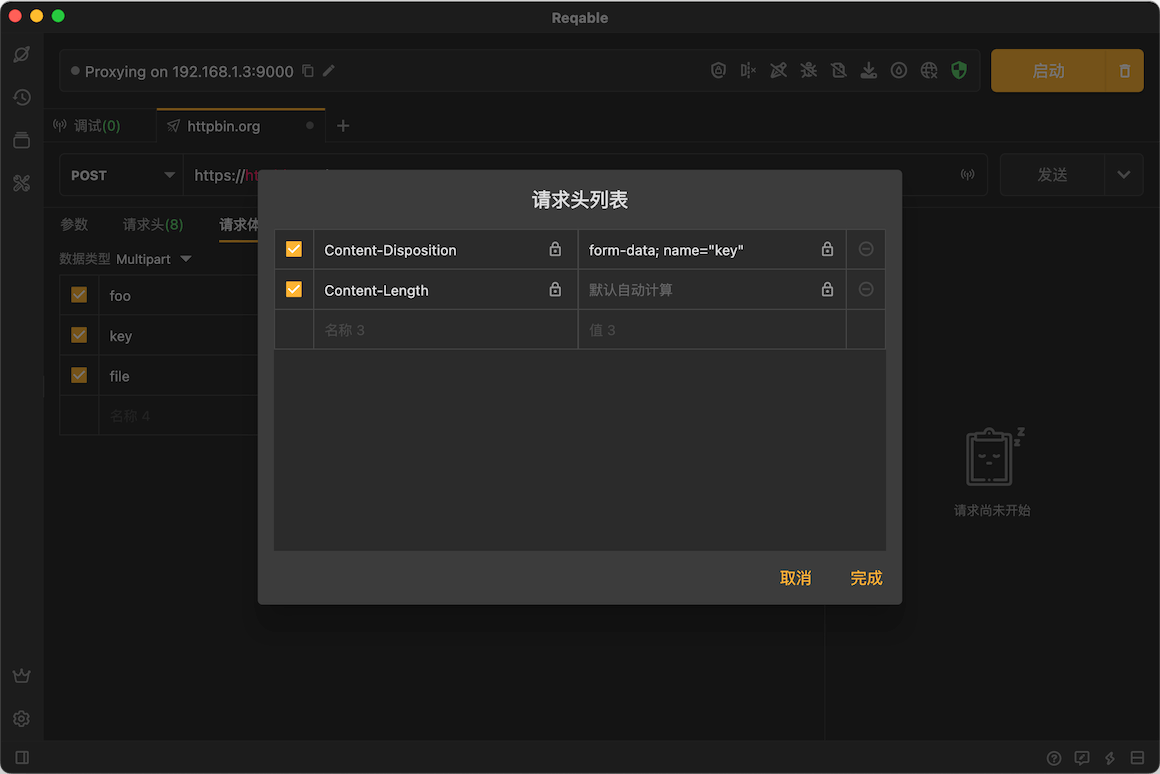 Reqable
Proxying on 192.168.1.3:9000
启动
调试(0)
httpbin.org
POST
https://
发送
参数
请求头(8)
请求体
数据类型 Multipart
foo
key
file
名称 4
请求头列表
Content-Disposition
form-data; name="key"
Content-Length
默认自动计算
名称 3
值 3
取消
完成
z
z
请求尚未开始